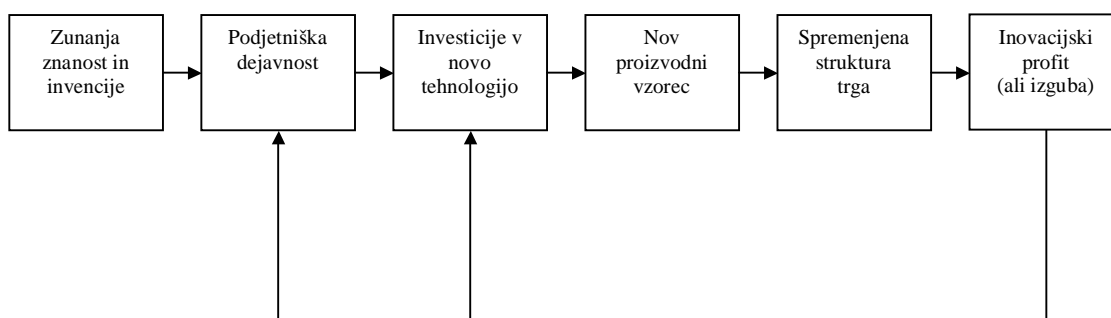 Zunanja
znanost in
invencije
Podjetniška
dejavnost
Investicije v
novo
tehnologijo
Nov
proizvodni
vzorec
Spremenjena
struktura
trga
Inovacijski
profit
(ali izguba)